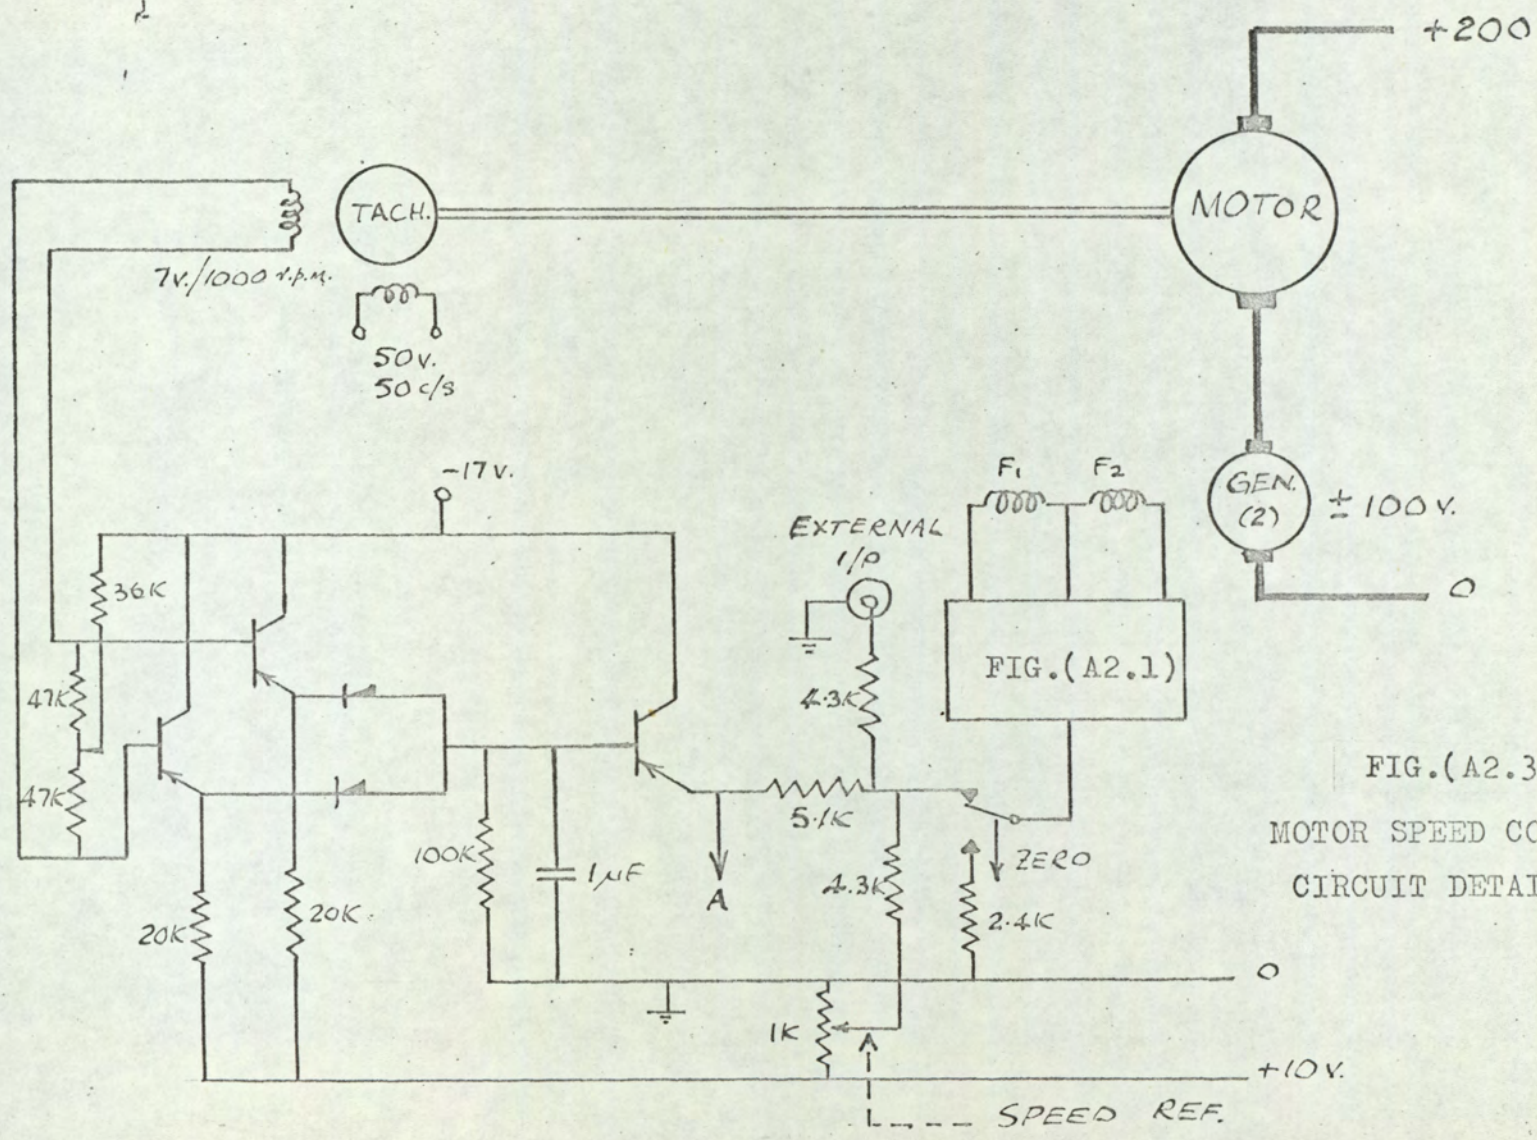 +200
TACH.
MOTOR
7v./1000 r.p.m.
50v.
50 c/s
-17v.
F1
F2
GEN.
(2)
± 100v.
EXTERNAL
I/P
0
36K
FIG.(A2.1)
47K
4.3K
FIG.(A2.3
47K
5.1K
MOTOR SPEED CO
100K
1μF
ZERO
A
4.3K
CIRCUIT DETAI
20K
20K
2.4K
0
1K
+10v.
SPEED REF.